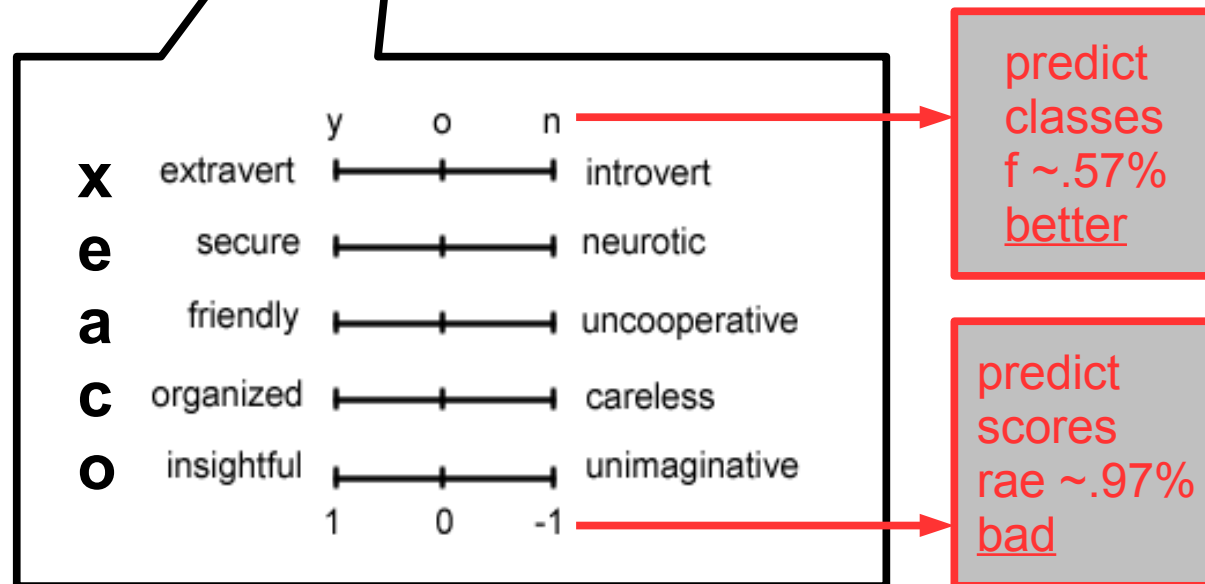 y o n
x extravert introvert
e secure neurotic
a friendly uncooperative
c organized careless
o insightful unimaginative
1 0 -1
predict
classes
f ~.57%
better
predict
scores
rae ~.97%
bad